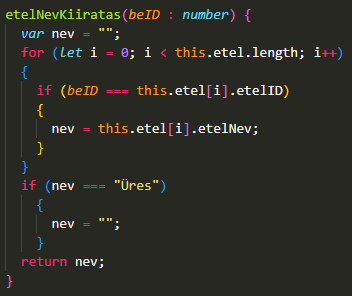 etelNevKiiratas(beID : number) {
  var nev = "";
  for (let i = 0; i < this.etel.length; i++)
  {
    if (beID === this.etel[i].etelID)
    {
      nev = this.etel[i].etelNev;
    }
  }
  if (nev === "Üres")
    {
      nev = "";
    }
  return nev;
}